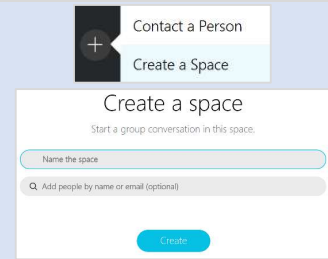 Contact a Person
Create a Space
Create a space
Start a group conversation in this space.
Name the space
Add people by name or email (optional)
Create